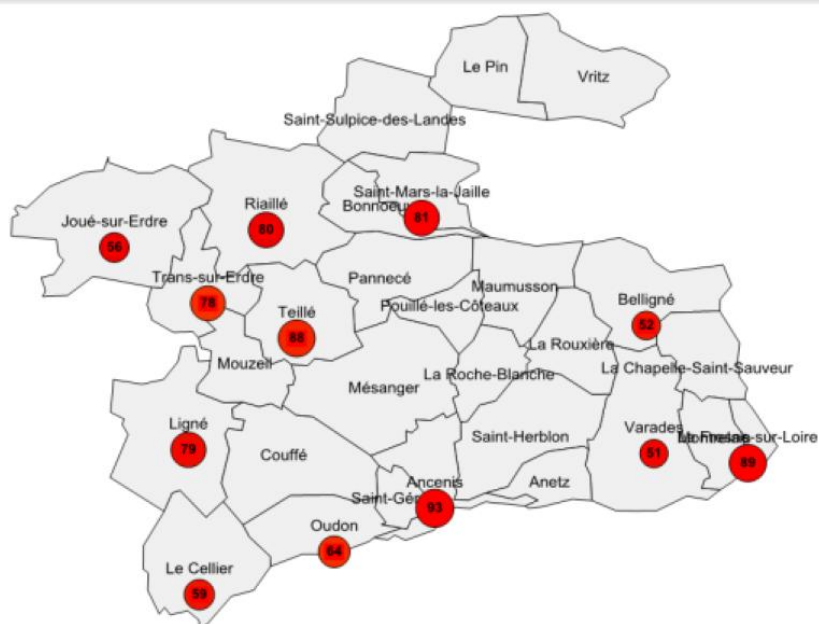 Le Pin
Vritz
Saint-Sulpice-des-Landes
Saint-Mars-la-Jaille
Riaillé
81
80
Joué-sur-Erdre
56
Trans-sur-Erdre
78
Pannecé
Maumusson
Belligné
52
Pouillé-les-Côteaux
Teillé
88
La Rouxière
Mouzeil
La Roche-Blanche
La Chapelle-Saint-Sauveur
Mésanger
Ligné
79
Varades
51
sur-Loire
89
Saint-Herblon
Couffé
Ancenis
93
Anetz
Oudon
64
Le Cellier
59